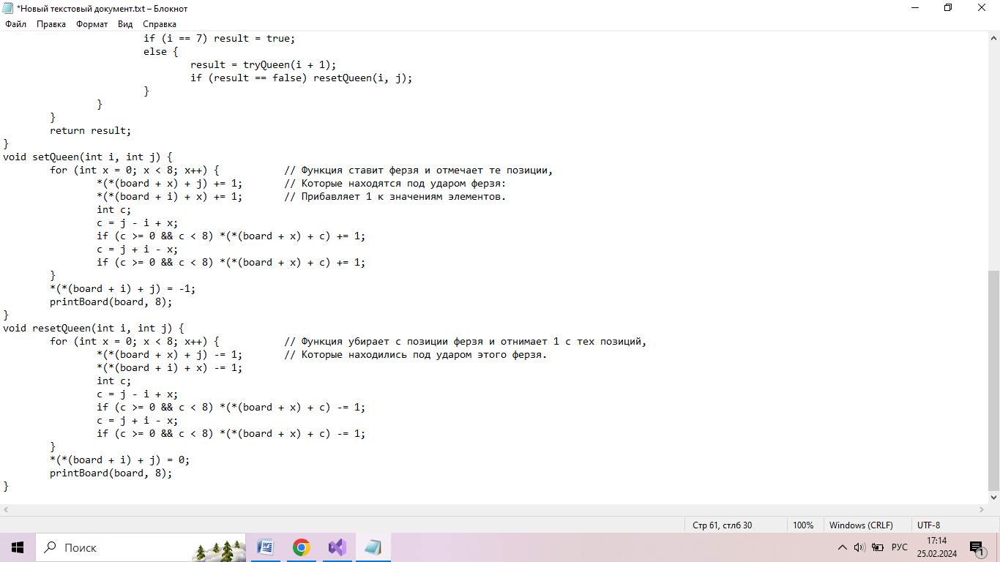 *Новый текстовый документ.txt – Блокнот
Файл Правка Формат Вид Справка
if (i == 7) result = true;
else {
result = tryQueen(i + 1);
if (result == false) resetQueen(i, j);
}
}
}
return result;
}
void setQueen(int i, int j) {
for (int x = 0; x < 8; x++) { // Функция ставит ферзя и отмечает те позиции,
*(*(board + x) + j) += 1; // Которые находятся под ударом ферзя:
*(*(board + i) + x) += 1; // Прибавляет 1 к значениям элементов.
int c;
c = j - i + x;
if (c >= 0 && c < 8) *(*(board + x) + c) += 1;
c = j + i - x;
if (c >= 0 && c < 8) *(*(board + x) + c) += 1;
}
*(*(board + i) + j) = -1;
printBoard(board, 8);
}
void resetQueen(int i, int j) {
for (int x = 0; x < 8; x++) { // Функция убирает с позиции ферзя и отнимает 1 с тех позиций,
*(*(board + x) + j) -= 1; // Которые находились под ударом этого ферзя.
*(*(board + i) + x) -= 1;
int c;
c = j - i + x;
if (c >= 0 && c < 8) *(*(board + x) + c) -= 1;
c = j + i - x;
if (c >= 0 && c < 8) *(*(board + x) + c) -= 1;
}
*(*(board + i) + j) = 0;
printBoard(board, 8);
}
Стр 61, стлб 30 100% Windows (CRLF) UTF-8
Поиск
РУС
17:14
25.02.2024
1